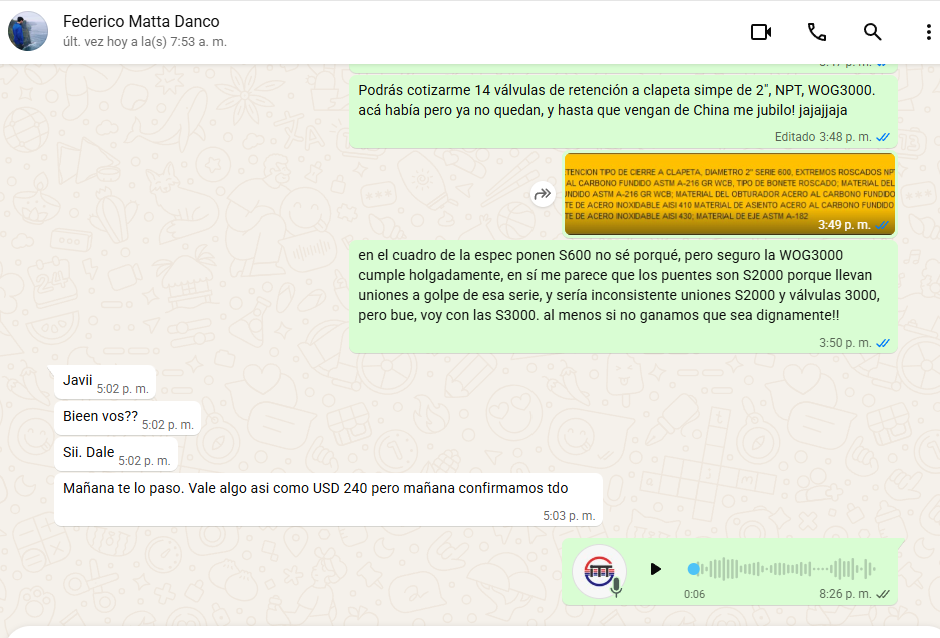 Federico Matta Danco
últ. vez hoy a la(s) 7:53 a. m.
Podrás cotizarme 14 válvulas de retención a clapeta simpe de 2", NPT, WOG3000.
acá había pero ya no quedan, y hasta que vengan de China me jubilo! jajajjaja
Editado 3:48 p. m.
TENCION TIPO DE CIERRE A CLAPETA, DIAMETRO 2" SERIE 600, EXTREMOS ROSCADOS NPT
AL CARBONO FUNDIDO ASTM A-216 GR WCB, TIPO DE BONETE ROSCADO; MATERIAL DEL
UNDIDO ASTM A-216 GR WCB; MATERIAL DEL OBTURADOR ACERO AL CARBONO FUNDIDO
TE DE ACERO INOXIDABLE AISI 410 MATERIAL DE ASIENTO ACERO AL CARBONO FUNDIDO
TE DE ACERO INOXIDABLE AISI 430; MATERIAL DE EJE ASTM A-182
3:49 p. m.
en el cuadro de la espec ponen S600 no sé porqué, pero seguro la WOG3000
cumple holgadamente, en sí me parece que los puentes son S2000 porque llevan
uniones a golpe de esa serie, y sería inconsistente uniones S2000 y válvulas 3000,
pero bue, voy con las S3000. al menos si no ganamos que sea dignamente!!
3:50 p. m.
Javii
5:02 p. m.
Bieen vos??
5:02 p. m.
Sii. Dale
5:02 p. m.
Mañana te lo paso. Vale algo asi como USD 240 pero mañana confirmamos tdo
5:03 p. m.
0:06
8:26 p. m.